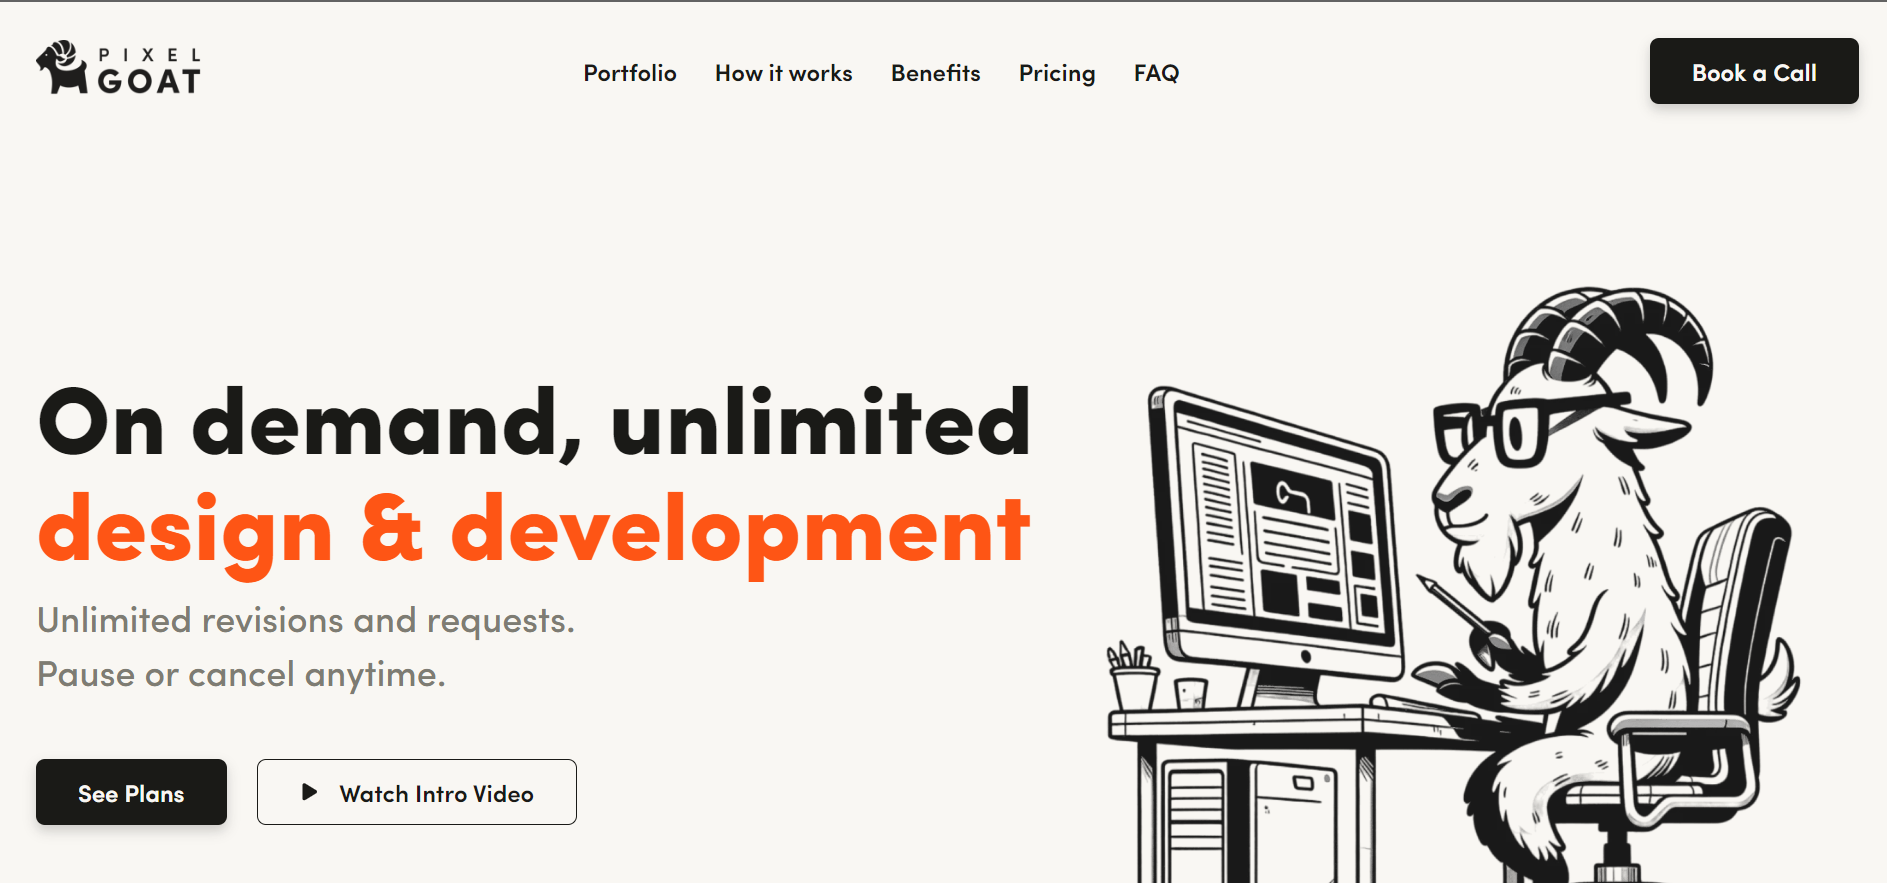 PIXEL
GOAT
Portfolio
How it works
Benefits
Pricing
FAQ
Book a Call
On demand, unlimited
design & development
Unlimited revisions and requests.
Pause or cancel anytime.
See Plans
Watch Intro Video